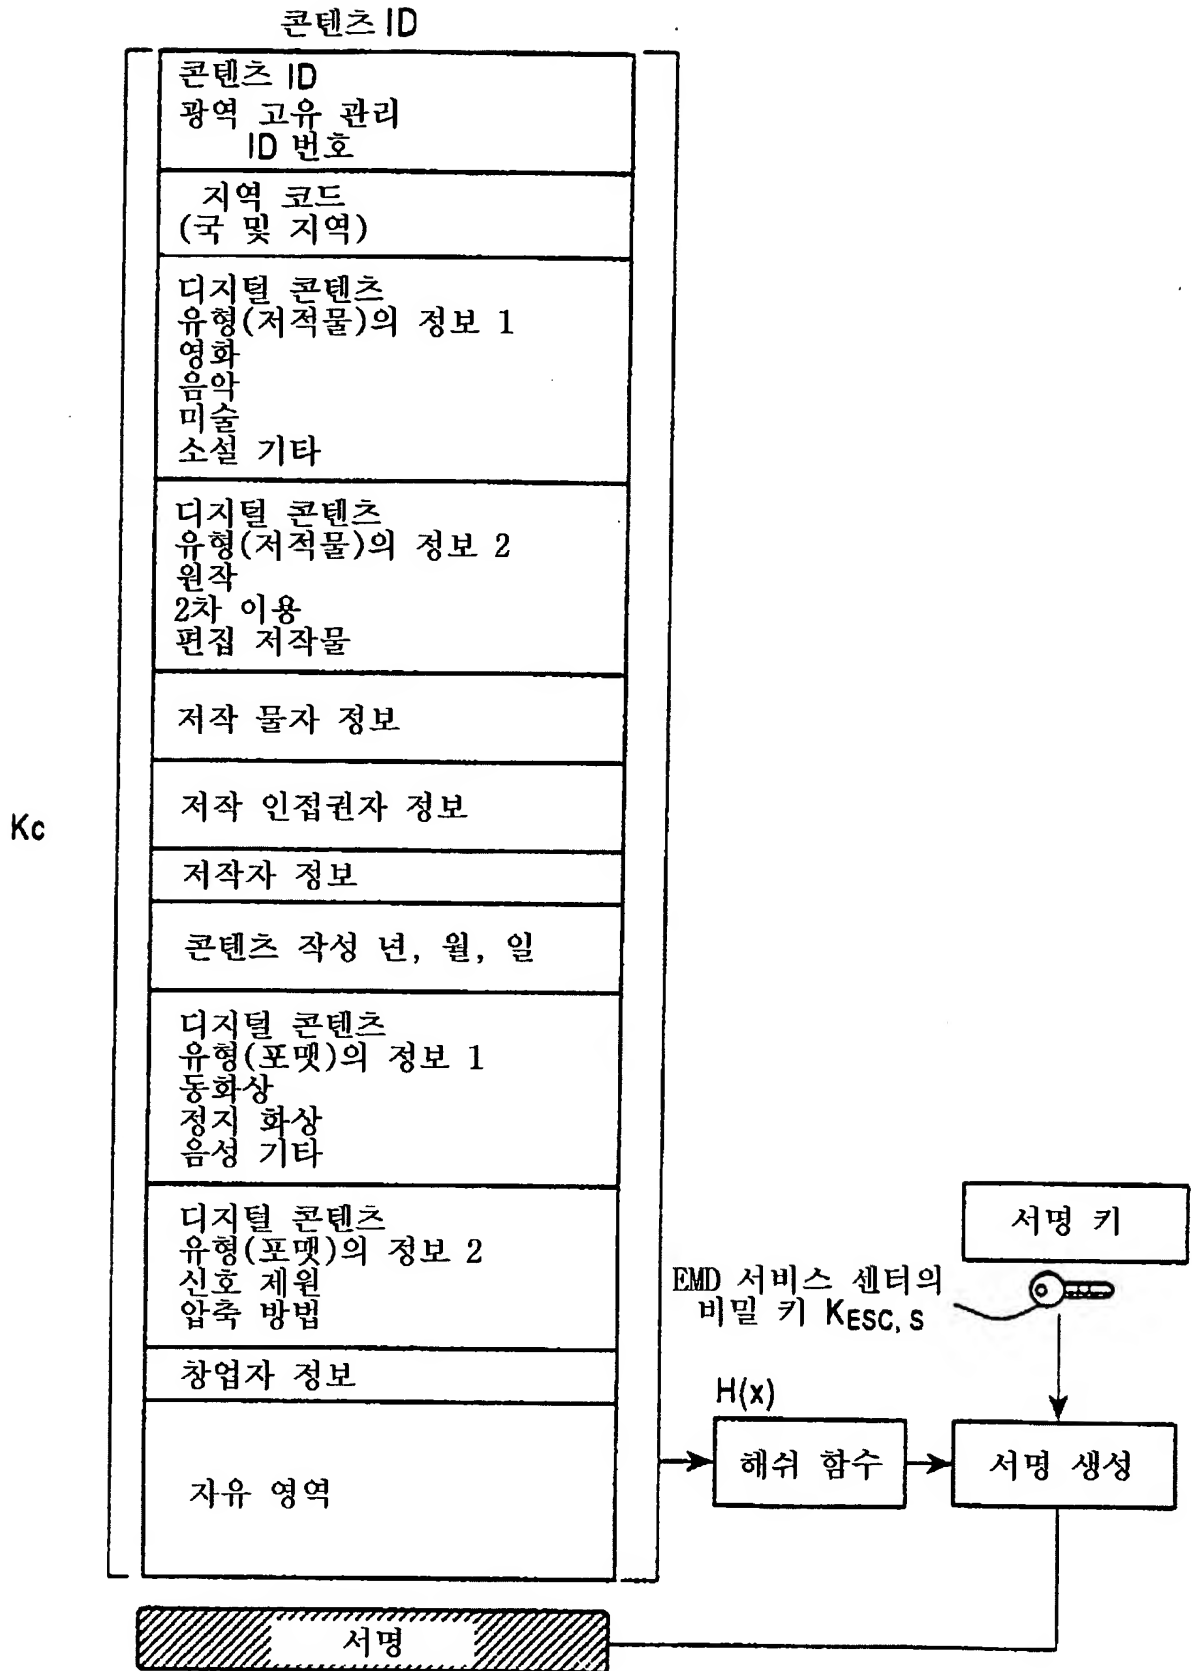 콘텐츠 ID
콘텐츠 ID
광역 고유 관리
ID 번호
지역 코드
(국 및 지역)
디지털 콘텐츠
유형(저적물)의 정보 1
영화
음악
미술
소설 기타
디지털 콘텐츠
유형(저적물)의 정보 2
원작
2차 이용
편집 저작물
저작 물자 정보
저작 인접권자 정보
Kc
저작자 정보
콘텐츠 작성 년, 월, 일
디지털 콘텐츠
유형(포맷)의 정보 1
동화상
정지 화상
음성 기타
디지털 콘텐츠
유형(포맷)의 정보 2
신호 제원
압축 방법
창업자 정보
자유 영역
서명 키
EMD 서비스 센터의
비밀 키 KESC, S
H(x)
해쉬 함수
서명 생성
서명